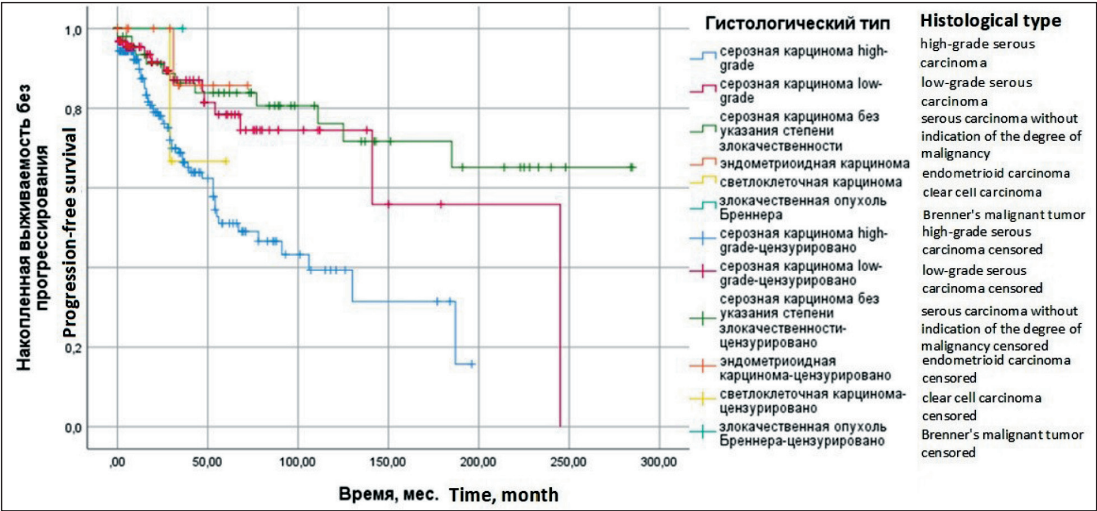 Накопленная выживаемость без
прогрессирования
Progression-free survival
1,0
0,8
0,6
0,4
0,2
0,0
,00
50,00
100,00
150,00
200,00
250,00
300,00
Время, мес. Time, month
Гистологический тип
серозная карцинома high-
grade
серозная карцинома low-
grade
серозная карцинома без
указания степени
злокачественности
эндометриоидная карцинома
светлоклеточная карцинома
злокачественная опухоль
Бреннера
серозная карцинома high-
grade-цензурировано
серозная карцинома low-
grade-цензурировано
серозная карцинома без
указания степени
злокачественности-
цензурировано
эндометриоидная
карцинома-цензурировано
светлоклеточная карцинома-
цензурировано
злокачественная опухоль
Бреннера-цензурировано
Histological type
high-grade serous
carcinoma
low-grade serous
carcinoma
serous carcinoma without
indication of the degree of
malignancy
endometrioid carcinoma
clear cell carcinoma
Brenner's malignant tumor
high-grade serous
carcinoma censored
low-grade serous
carcinoma censored
serous carcinoma without
indication of the degree of
malignancy censored
endometrioid carcinoma
censored
clear cell carcinoma
censored
Brenner's malignant tumor
censored